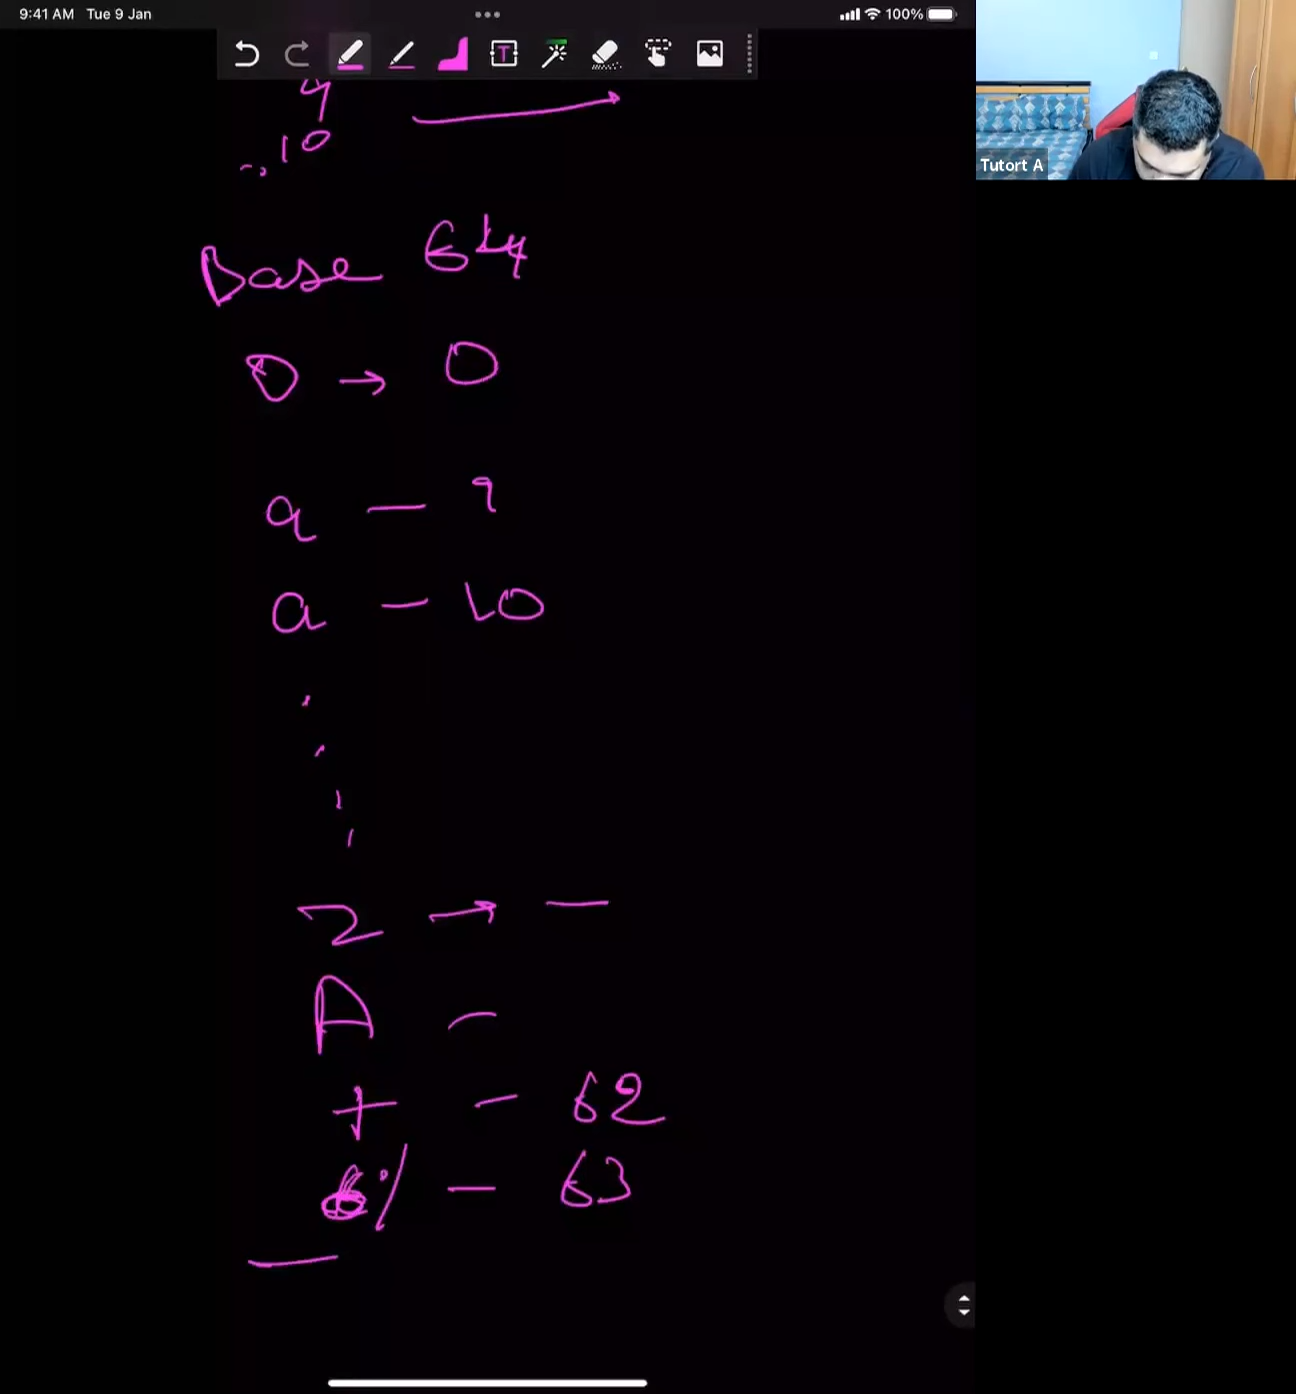 9:41 AM Tue 9 Jan
100%
T
9
10
Tutort A
Base 64
0 → 0
9 — 9
a — 10
z → —
A —
+ — 62
/ — 63